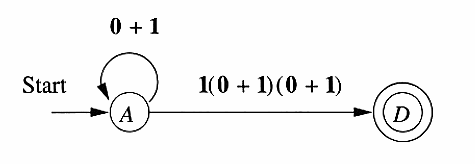 0 + 1
Start
1(0 + 1)(0 + 1)
A
D